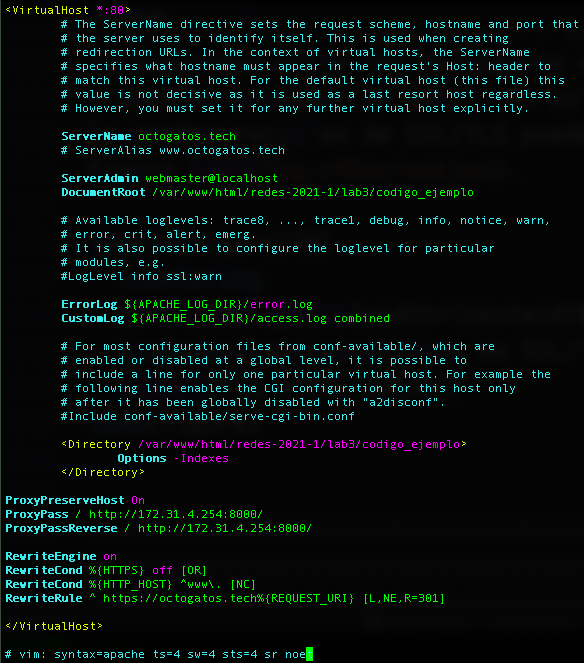 <VirtualHost *:80>
# The ServerName directive sets the request scheme, hostname and port that
# the server uses to identify itself. This is used when creating
# redirection URLs. In the context of virtual hosts, the ServerName
# specifies what hostname must appear in the request's Host: header to
# match this virtual host. For the default virtual host (this file) this
# value is not decisive as it is used as a last resort host regardless.
# However, you must set it for any further virtual host explicitly.
ServerName octogatos.tech
# ServerAlias www.octogatos.tech
ServerAdmin webmaster@localhost
DocumentRoot /var/www/html/redes-2021-1/lab3/codigo_ejemplo
# Available loglevels: trace8, ..., trace1, debug, info, notice, warn,
# error, crit, alert, emerg.
# It is also possible to configure the loglevel for particular
# modules, e.g.
#LogLevel info ssl:warn
ErrorLog ${APACHE_LOG_DIR}/error.log
CustomLog ${APACHE_LOG_DIR}/access.log combined
# For most configuration files from conf-available/, which are
# enabled or disabled at a global level, it is possible to
# include a line for only one particular virtual host. For example the
# following line enables the CGI configuration for this host only
# after it has been globally disabled with "a2disconf".
#Include conf-available/serve-cgi-bin.conf
<Directory /var/www/html/redes-2021-1/lab3/codigo_ejemplo>
Options -Indexes
</Directory>
ProxyPreserveHost On
ProxyPass / http://172.31.4.254:8000/
ProxyPassReverse / http://172.31.4.254:8000/
RewriteEngine on
RewriteCond %{HTTPS} off [OR]
RewriteCond %{HTTP_HOST} ^www\. [NC]
RewriteRule ^ https://octogatos.tech%{REQUEST_URI} [L,NE,R=301]
</VirtualHost>
# vim: syntax=apache ts=4 sw=4 sts=4 sr noet